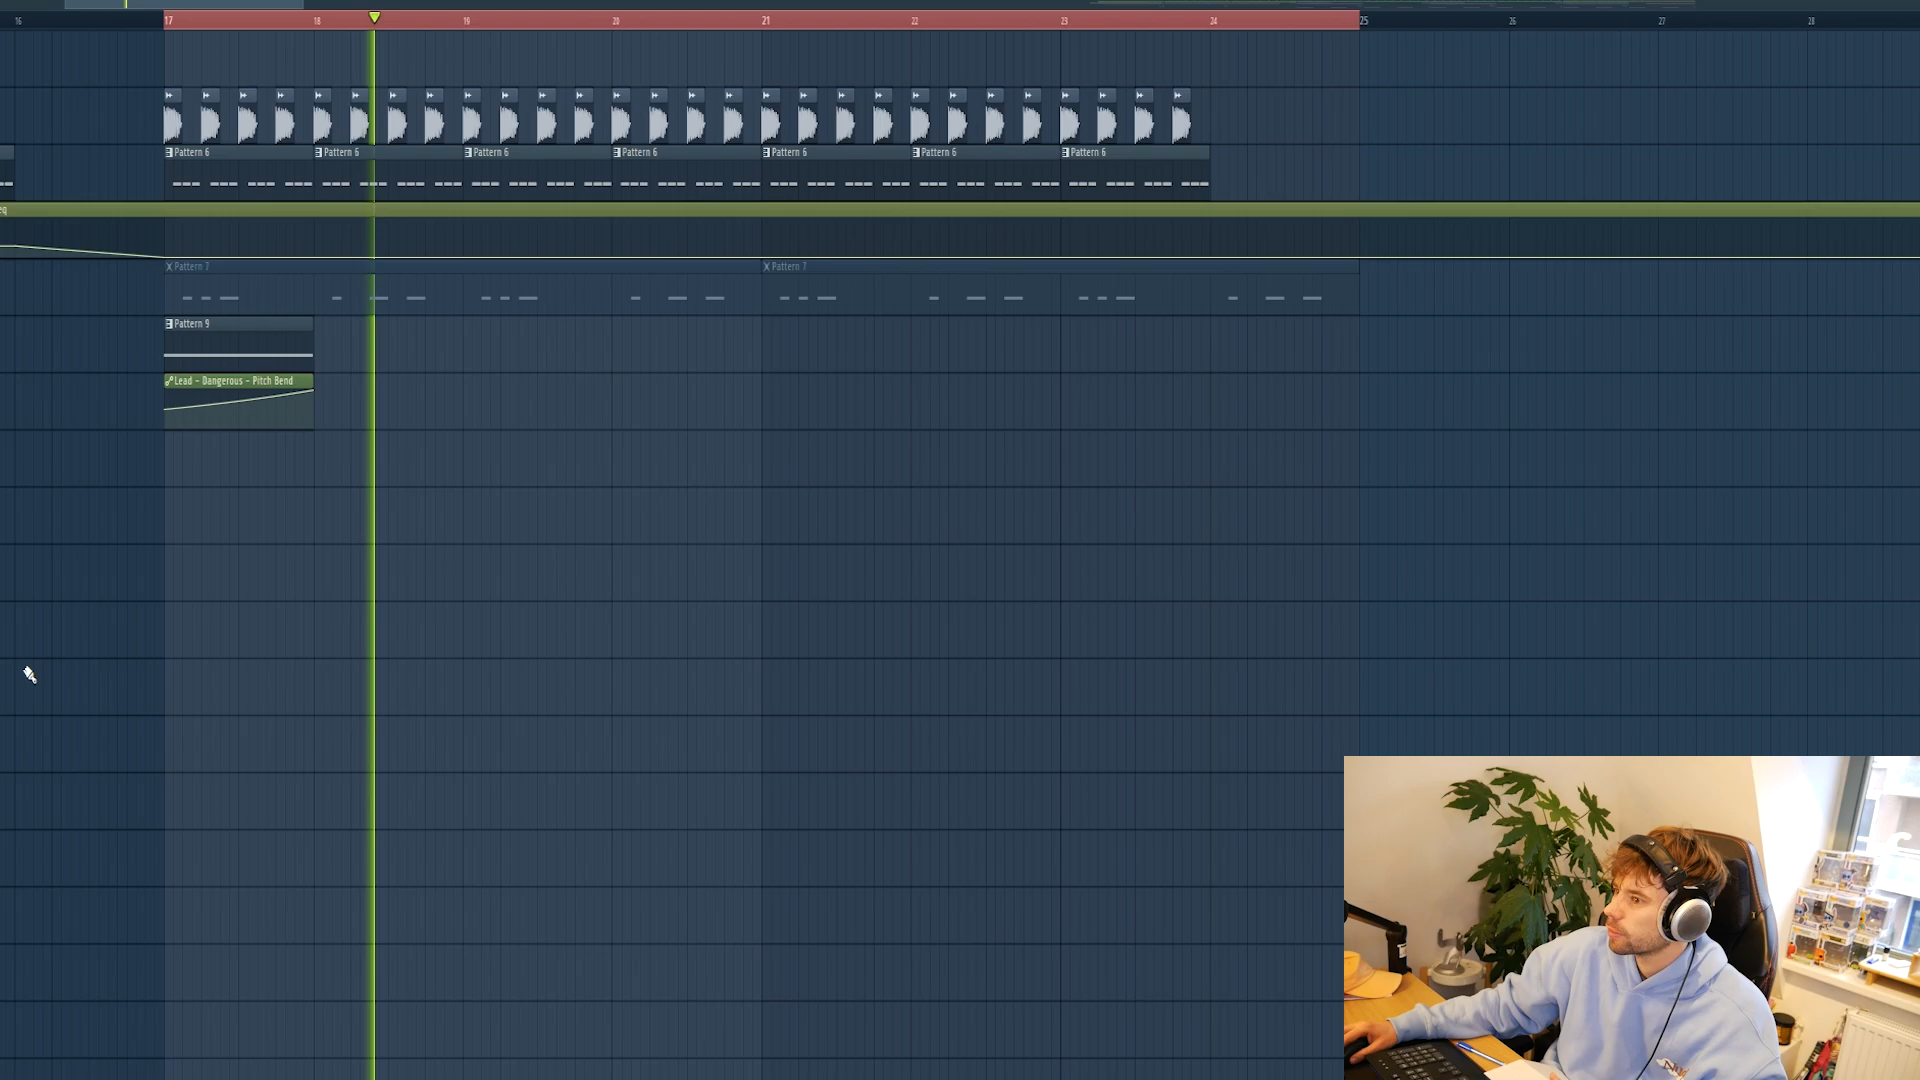 16 17 18 19 20 21 22 23 24 25 26 27 28
Pattern 6 Pattern 6 Pattern 6 Pattern 6 Pattern 6 Pattern 6 Pattern 6
eq
Pattern 7 Pattern 7
Pattern 9
Lead - Dangerous - Pitch Bend